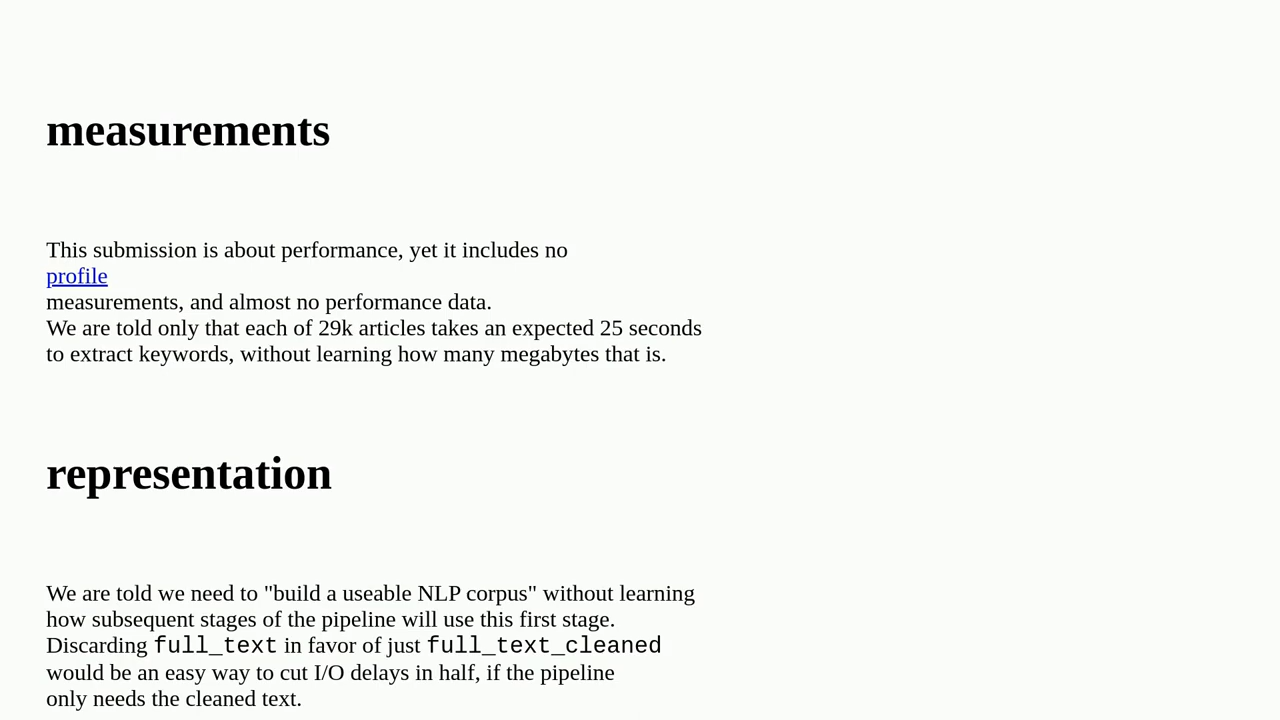 measurements
This submission is about performance, yet it includes no
profile
measurements, and almost no performance data.
We are told only that each of 29k articles takes an expected 25 seconds
to extract keywords, without learning how many megabytes that is.
representation
We are told we need to "build a useable NLP corpus" without learning
how subsequent stages of the pipeline will use this first stage.
Discarding full_text in favor of just full_text_cleaned
would be an easy way to cut I/O delays in half, if the pipeline
only needs the cleaned text.